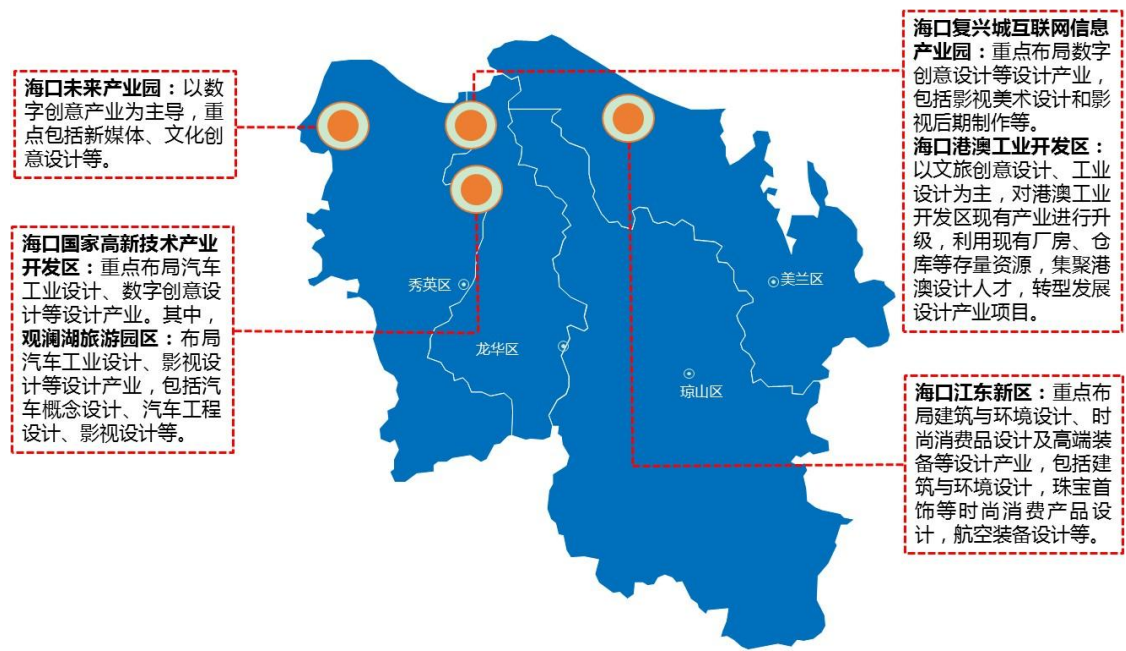 海口未来产业园：以数
字创意产业为主导，重
点包括新媒体、文化创
意设计等。
海口国家高新技术产业
开发区：重点布局汽车
工业设计、数字创意设
计等设计产业。其中，
观澜湖旅游园区：布局
汽车工业设计、影视设
计等设计产业，包括汽
车概念设计、汽车工程
设计、影视设计等。
秀英区
龙华区
琼山区
美兰区
海口复兴城互联网信息
产业园：重点布局数字
创意设计等设计产业，
包括影视美术设计和影
视后期制作等。
海口港澳工业开发区：
以文旅创意设计、工业
设计为主，对港澳工业
开发区现有产业进行升
级，利用现有厂房、仓
库等存量资源，集聚港
澳设计人才，转型发展
设计产业项目。
海口江东新区：重点布
局建筑与环境设计、时
尚消费品设计及高端装
备等设计产业，包括建
筑与环境设计，珠宝首
饰等时尚消费产品设
计，航空装备设计等。